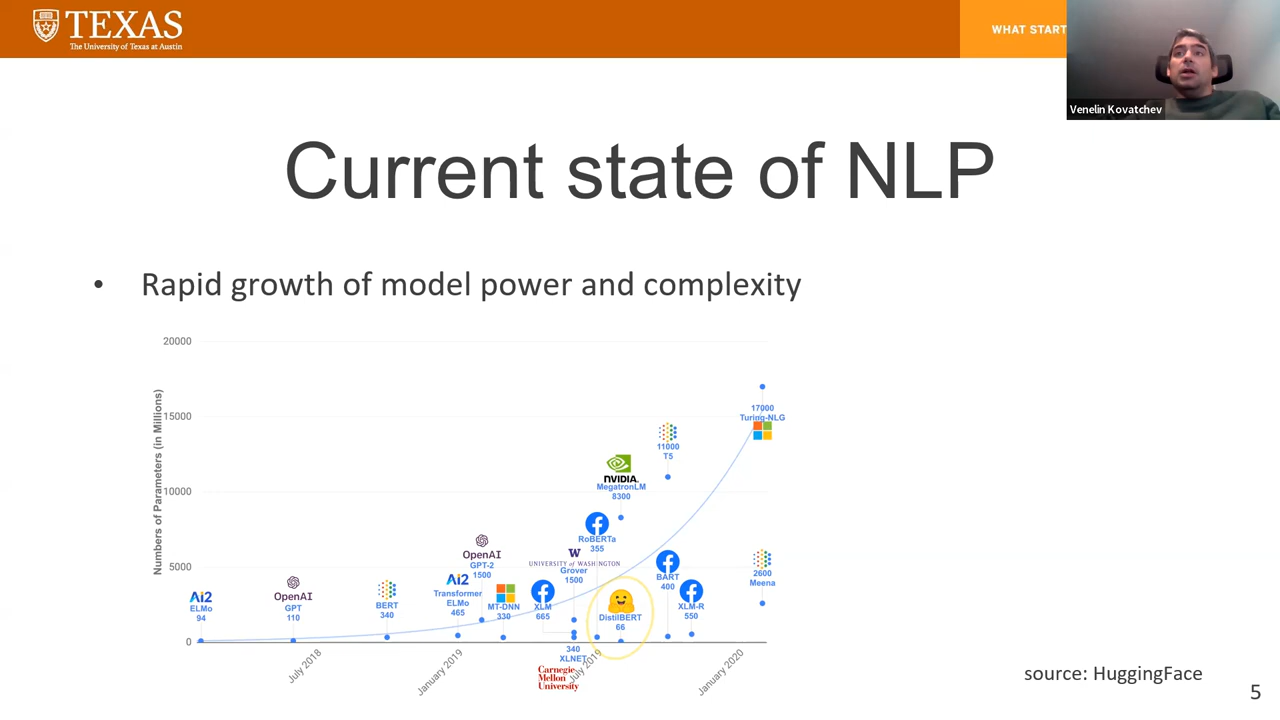 TEXAS
The University of Texas at Austin
WHAT START
Venelin Kovatchev
Current state of NLP
• Rapid growth of model power and complexity
Numbers of Parameters (in Millions)
20000
15000
10000
5000
0
AI2
ELMo
94
OpenAI
GPT
110
BERT
340
AI2
Transformer
ELMo
465
OpenAI
GPT-2
1500
MT-DNN
330
XLM
665
W
UNIVERSITY OF WASHINGTON
Grover
1500
340
XLNET
Carnegie
Mellon
University
RoBERTa
355
NVIDIA.
MegatronLM
8300
DistilBERT
66
11000
T5
BART
400
XLM-R
550
17000
Turing-NLG
2600
Meena
July 2018
January 2019
July 2019
January 2020
source: HuggingFace
5